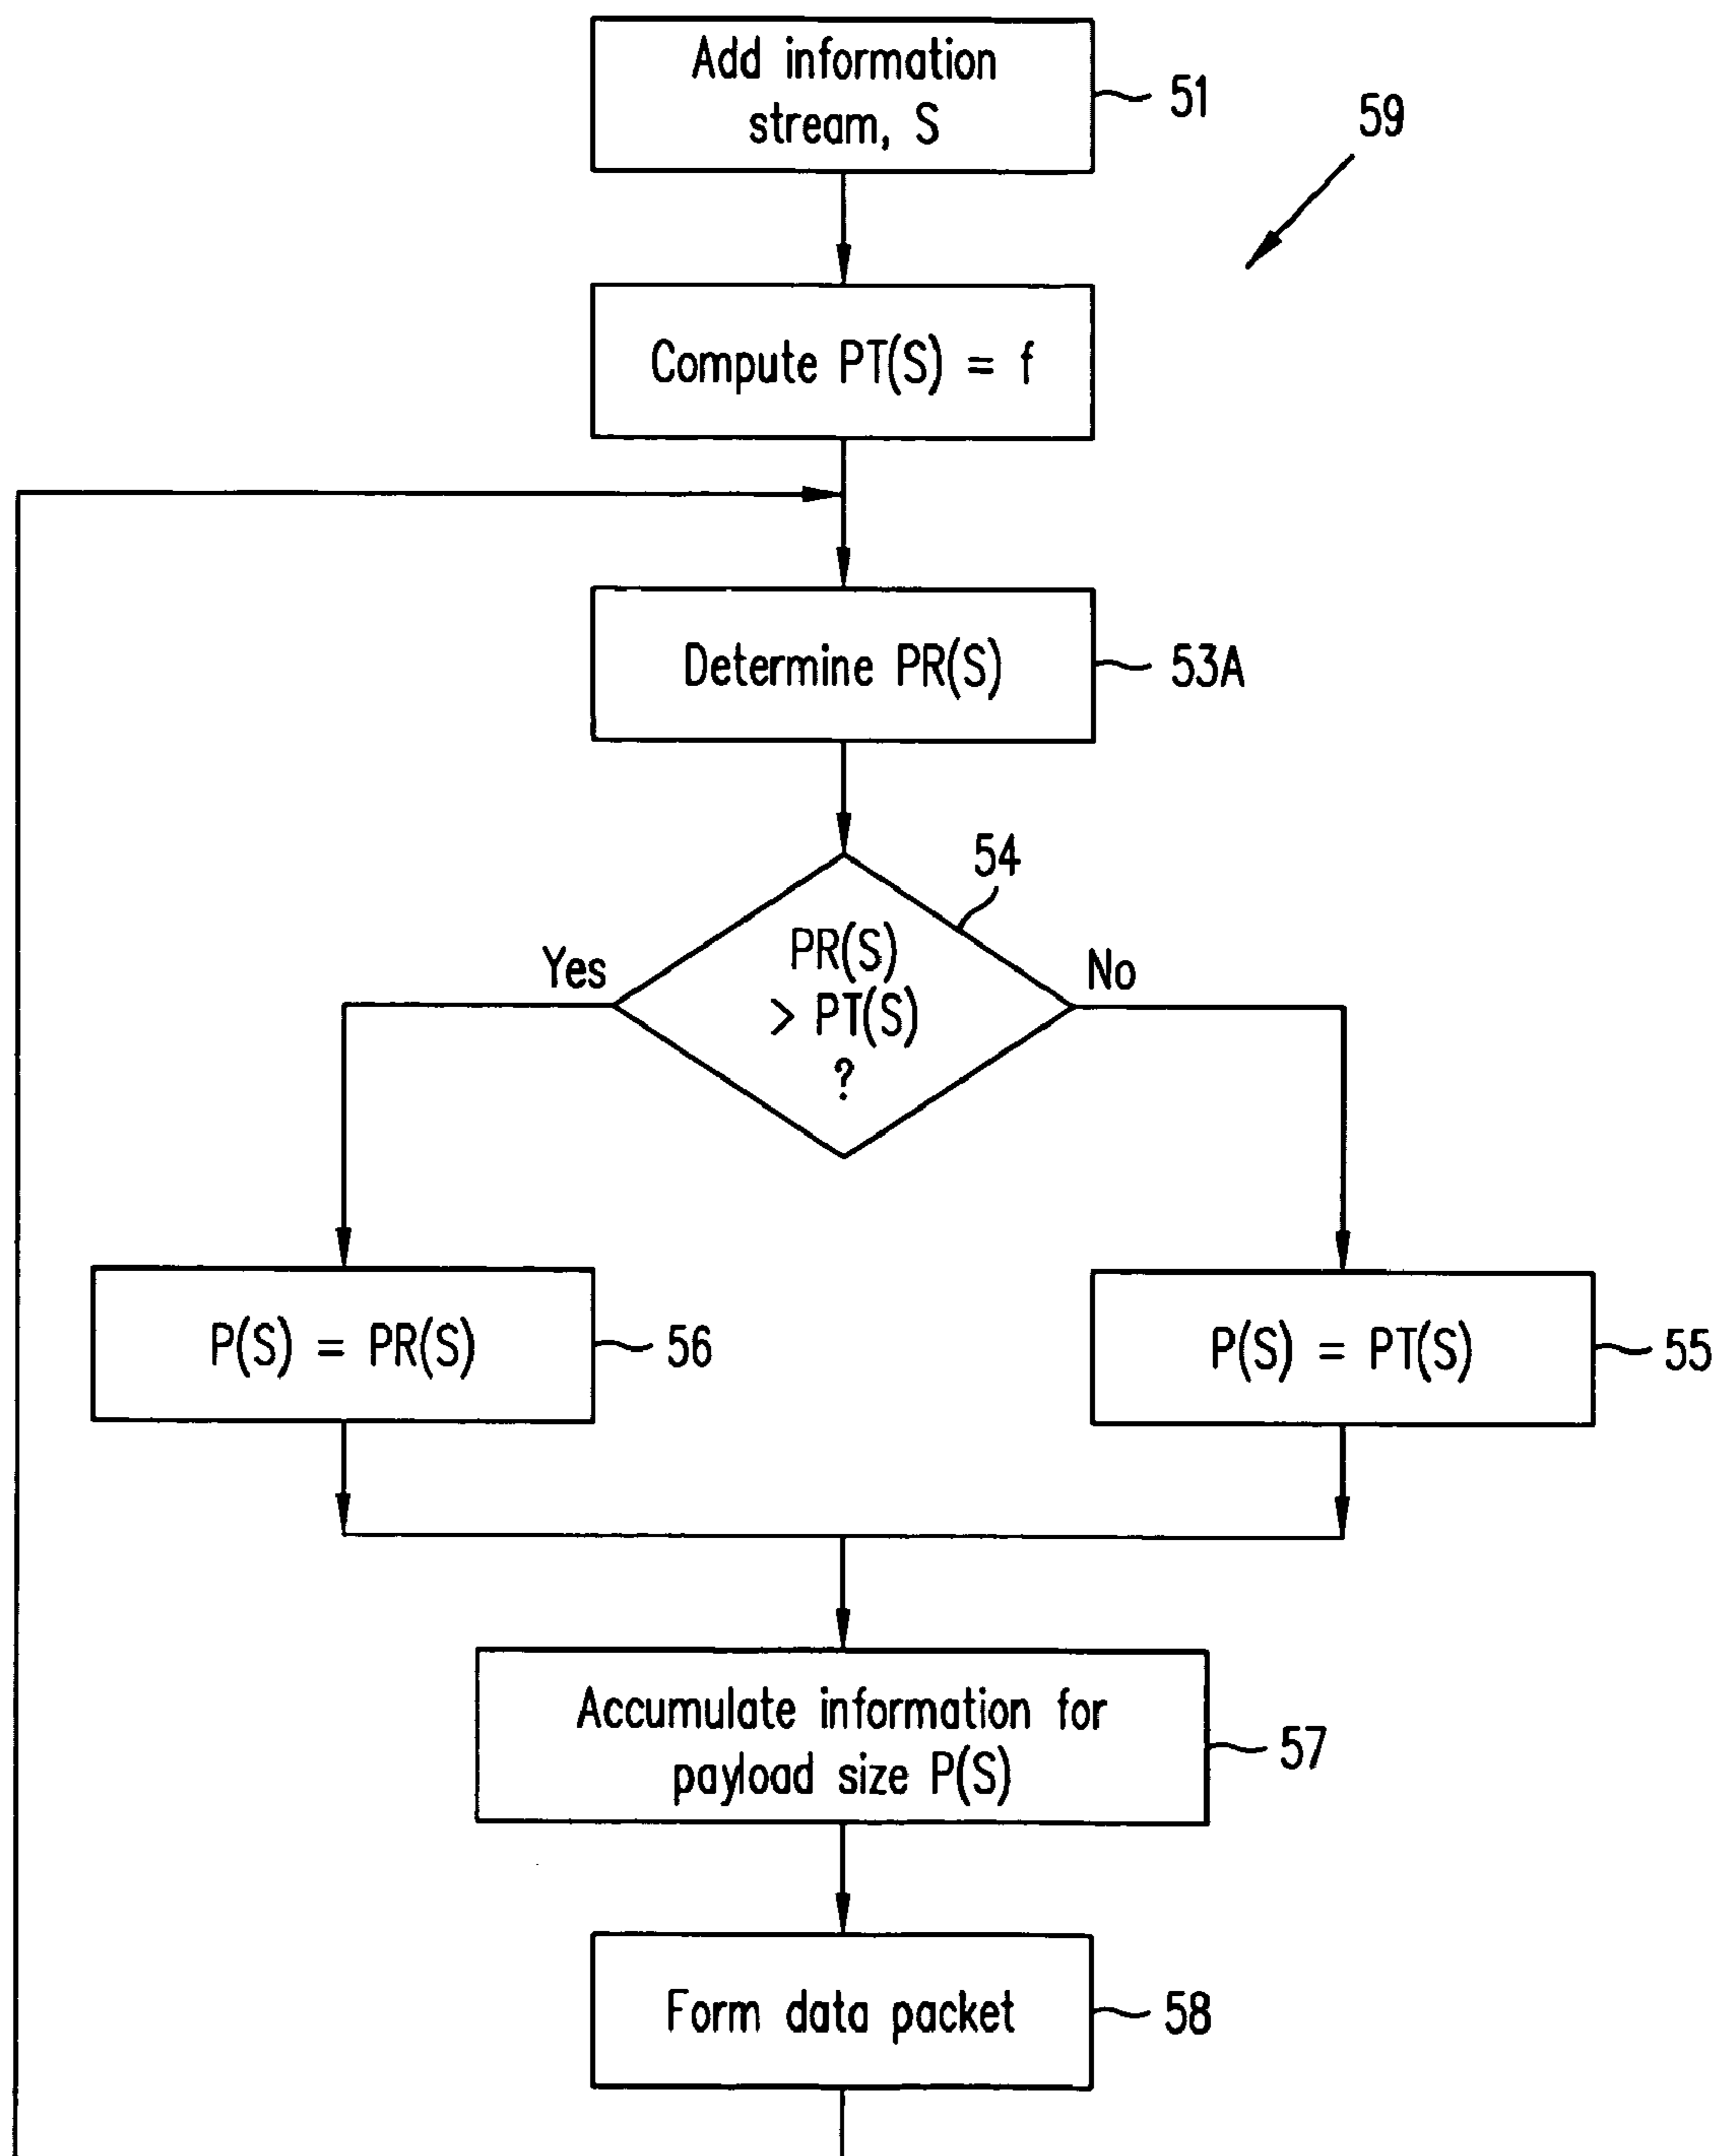 Add information
stream, S
51
59
Compute PT(S) = f
Determine PR(S)
53A
54
PR(S)
> PT(S)
?
Yes
No
P(S) = PR(S)
56
P(S) = PT(S)
55
Accumulate information for
payload size P(S)
57
Form data packet
58